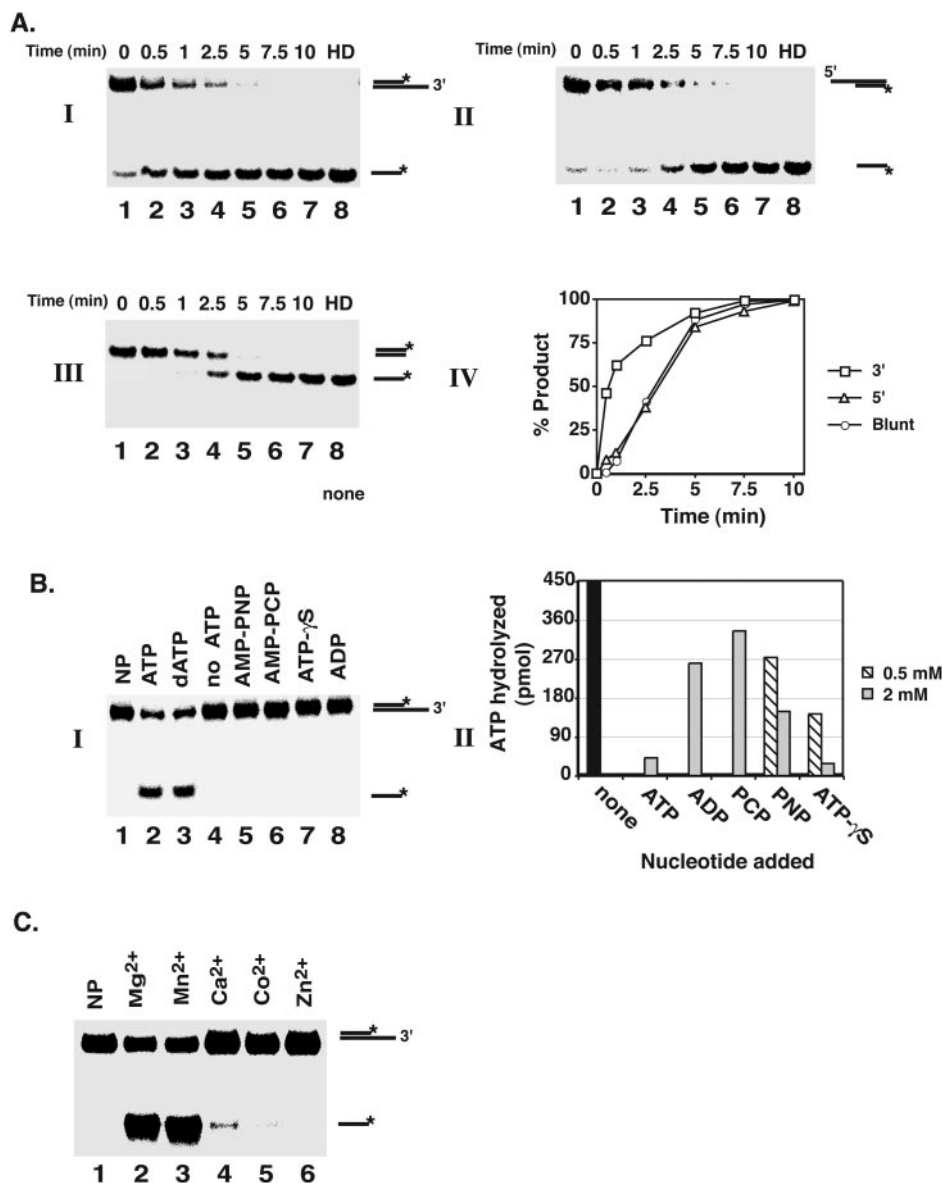 A.
Time (min) 0 0.5 1 2.5 5 7.5 10 HD
* 3'
I
*
1 2 3 4 5 6 7 8
Time (min) 0 0.5 1 2.5 5 7.5 10 HD
5'
*
II
*
1 2 3 4 5 6 7 8
Time (min) 0 0.5 1 2.5 5 7.5 10 HD
*
III
*
1 2 3 4 5 6 7 8
none
IV
% Product
100
75
50
25
0
0 2.5 5 7.5 10
Time (min)
3'
5'
Blunt
B.
NP ATP dATP no ATP AMP-PNP AMP-PCP ATP-γS ADP
* 3'
I
*
1 2 3 4 5 6 7 8
II
ATP hydrolyzed
(pmol)
450
360
270
180
90
0
none ATP ADP PCP PNP ATP-γS
Nucleotide added
0.5 mM
2 mM
C.
NP Mg2+ Mn2+ Ca2+ Co2+ Zn2+
* 3'
*
1 2 3 4 5 6